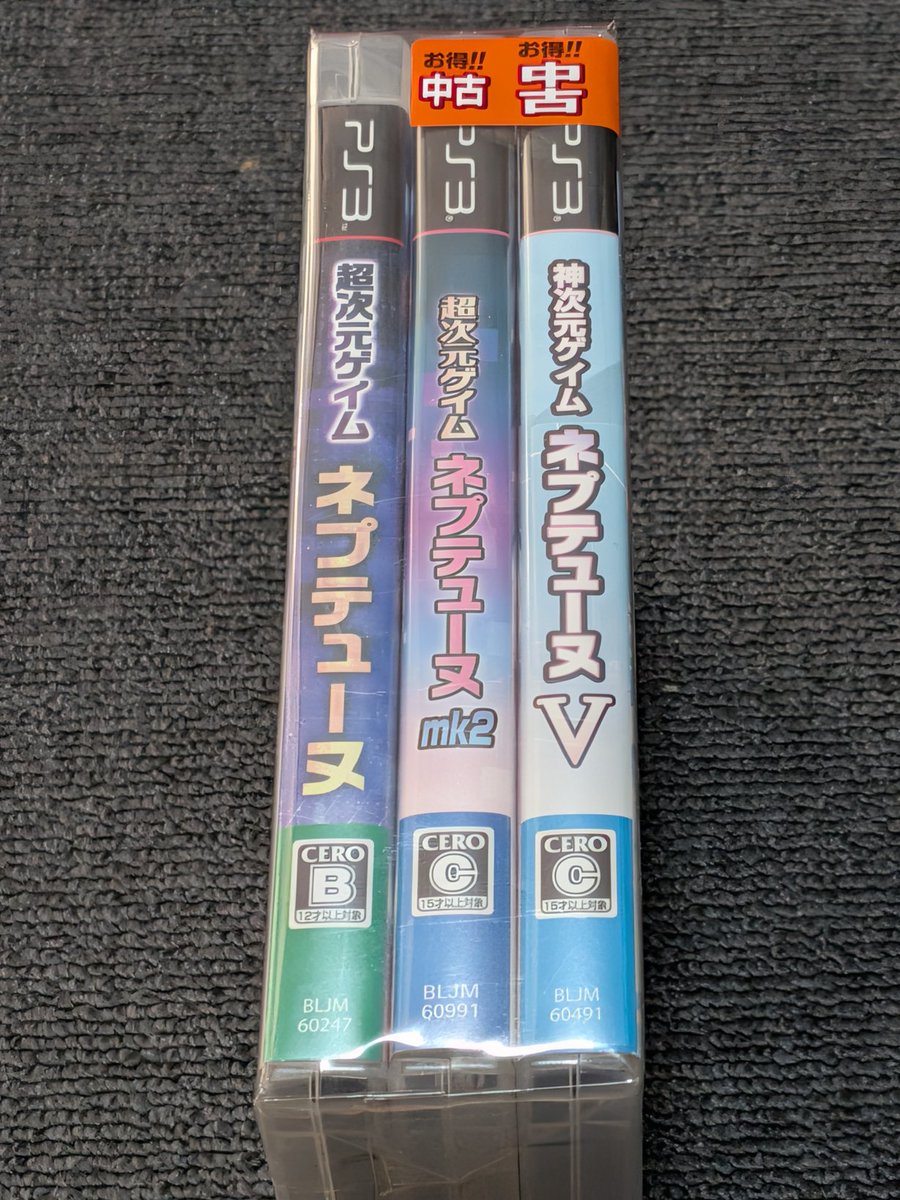 お得!!
中古
お得!!
中古
PS3
超次元ゲイム
ネプテューヌ
CERO
B
12才以上対象
BLJM
60247
PS3
超次元ゲイム
ネプテューヌ
mk2
CERO
C
15才以上対象
BLJM
60991
PS3
神次元ゲイム
ネプテューヌ
V
CERO
C
15才以上対象
BLJM
60491